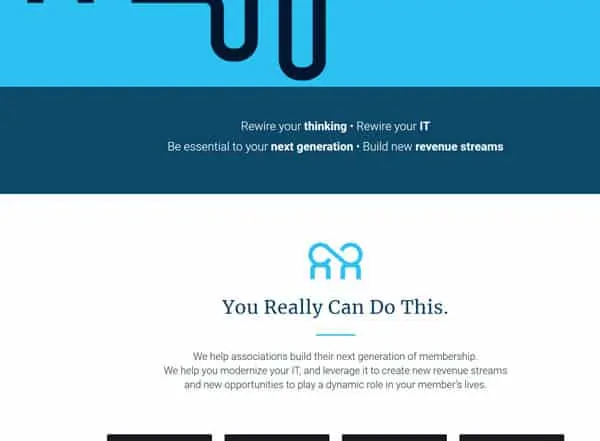 Rewire your thinking • Rewire your IT
Be essential to your next generation • Build new revenue streams
You Really Can Do This.
We help associations build their next generation of membership.
We help you modernize your IT, and leverage it to create new revenue streams
and new opportunities to play a dynamic role in your member's lives.